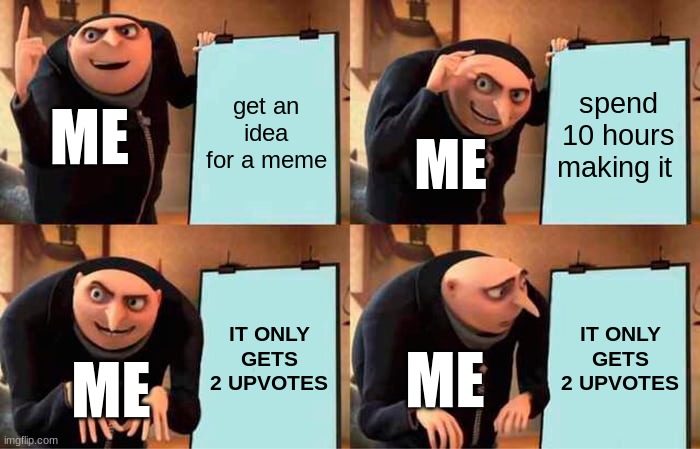 ME
get an
idea
for a meme
ME
spend
10 hours
making it
ME
IT ONLY
GETS
2 UPVOTES
ME
IT ONLY
GETS
2 UPVOTES
imgflip.com